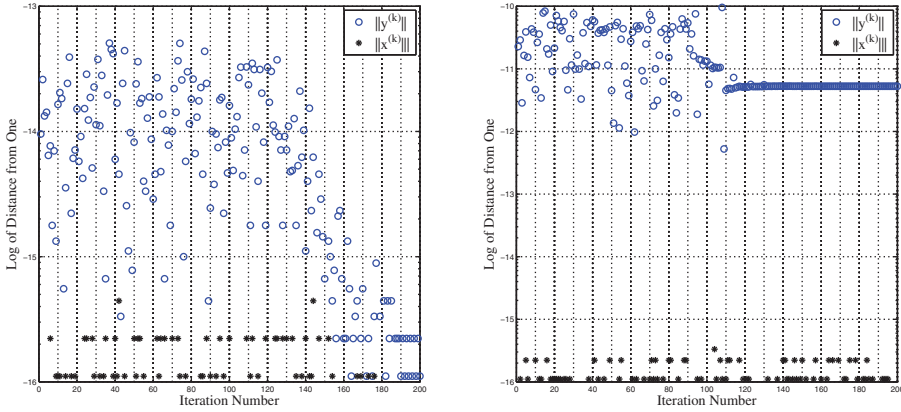 -13
-14
-15
-16
Log of Distance from One
0 20 40 60 80 100 120 140 160 180 200
Iteration Number
||y^(k)||
||x^(k)|||
-10
-11
-12
-13
-14
-15
-16
Log of Distance from One
0 20 40 60 80 100 120 140 160 180 200
Iteration Number
||y^(k)||
||x^(k)|||